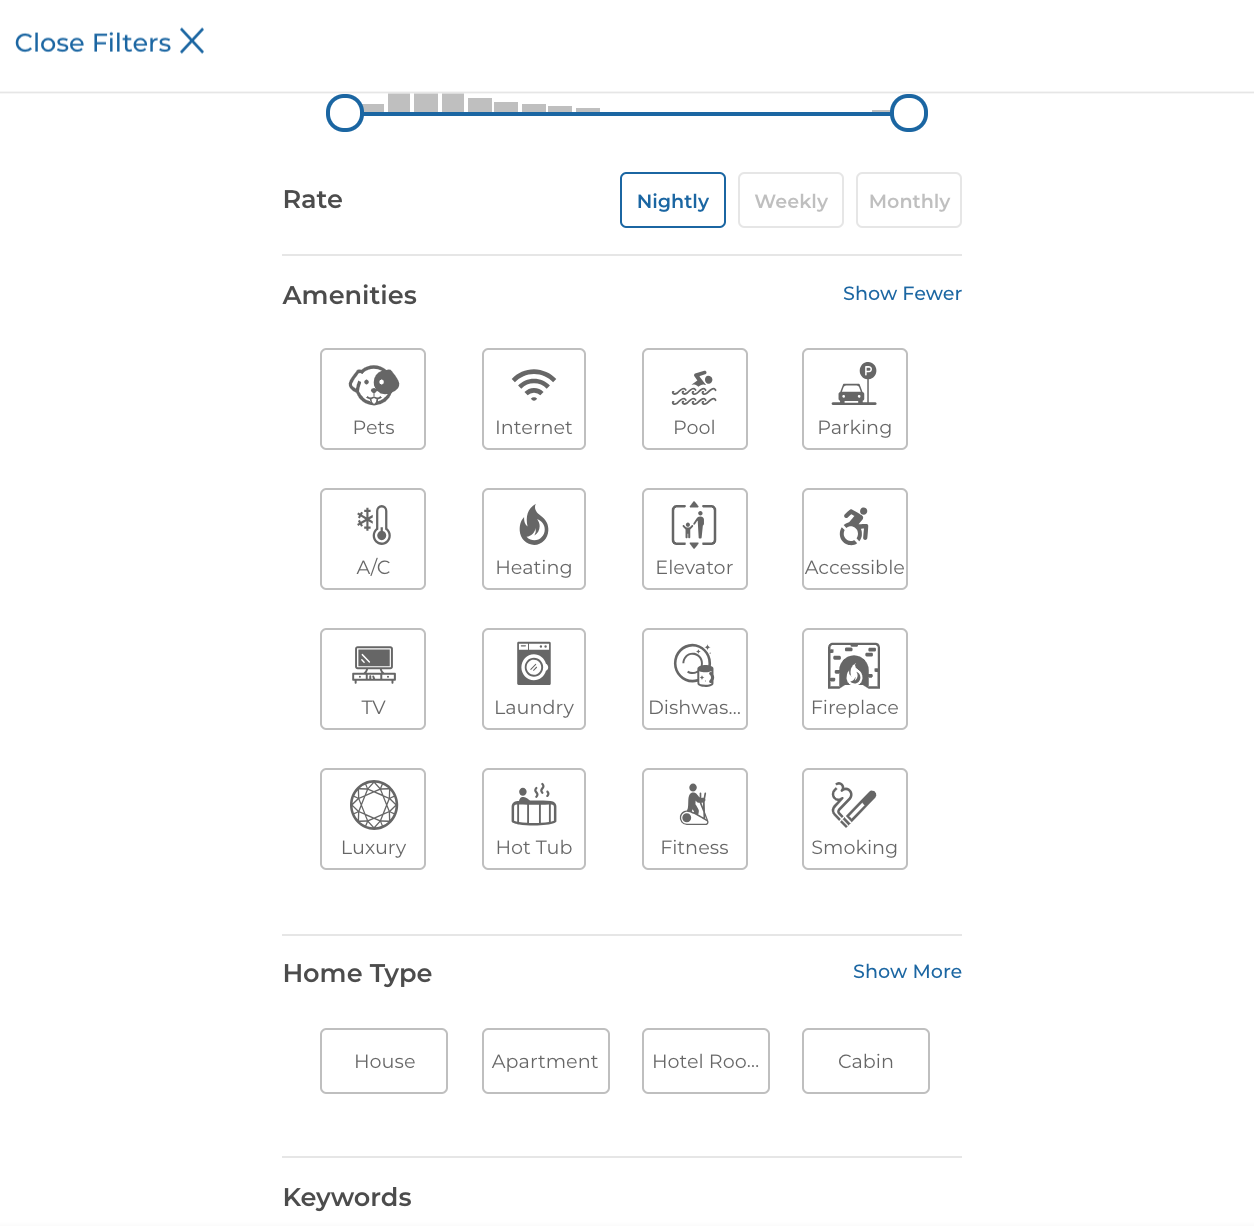 Close Filters
Rate
Nightly Weekly Monthly
Amenities
Show Fewer
Pets Internet Pool P Parking
A/C Heating Elevator Accessible
TV Laundry Dishwas... Fireplace
Luxury Hot Tub Fitness Smoking
Home Type
Show More
House Apartment Hotel Roo... Cabin
Keywords